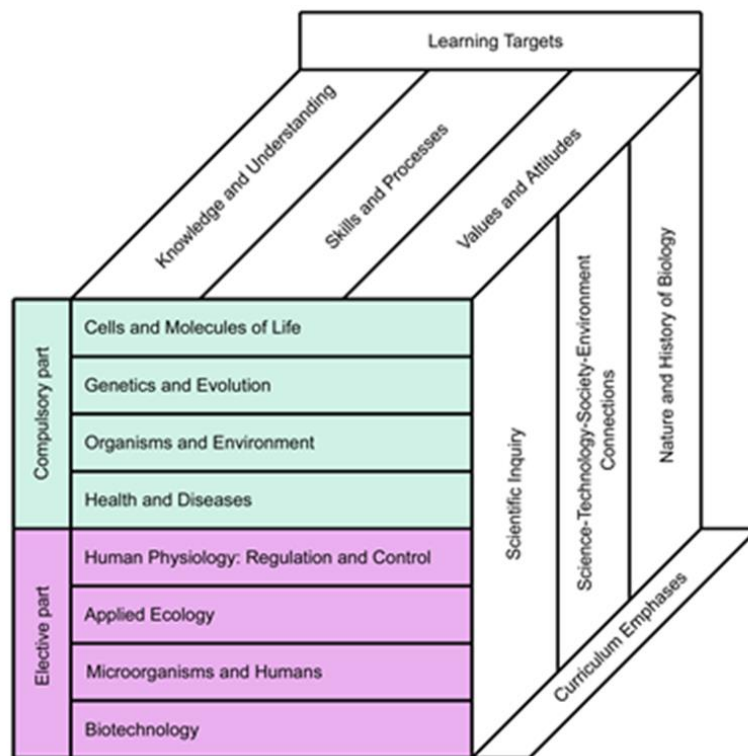 Learning Targets
Knowledge and Understanding
Skills and Processes
Values and Attitudes
Compulsory part
Cells and Molecules of Life
Genetics and Evolution
Organisms and Environment
Health and Diseases
Elective part
Human Physiology: Regulation and Control
Applied Ecology
Microorganisms and Humans
Biotechnology
Scientific Inquiry
Science-Technology-Society-Environment
Connections
Nature and History of Biology
Curriculum Emphases